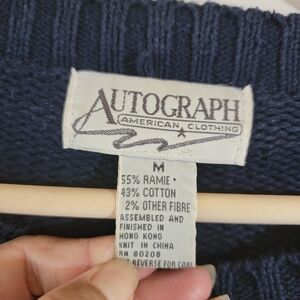 AUTOGRAPH
AMERICAN CLOTHING
M
55% RAMIE
43% COTTON
2% OTHER FIBRE
ASSEMBLED AND
FINISHED IN
HONG KONG
KNIT IN CHINA
RN 80208
REVERSE FOR CARE